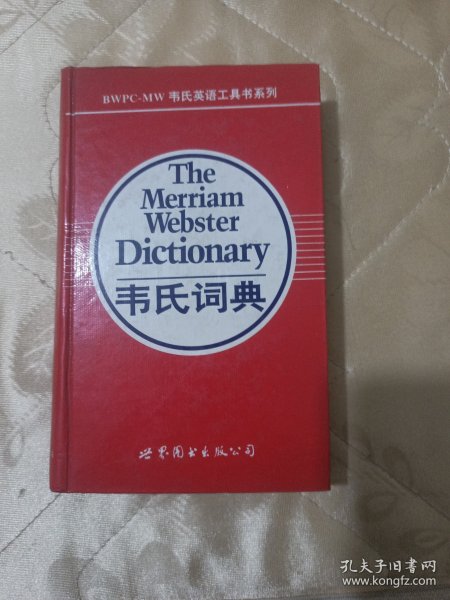 BWPC-MW 韦氏英语工具书系列
The
Merriam
Webster
Dictionary
韦氏词典
世界图书出版公司
孔夫子旧书网
www.kongfz.com